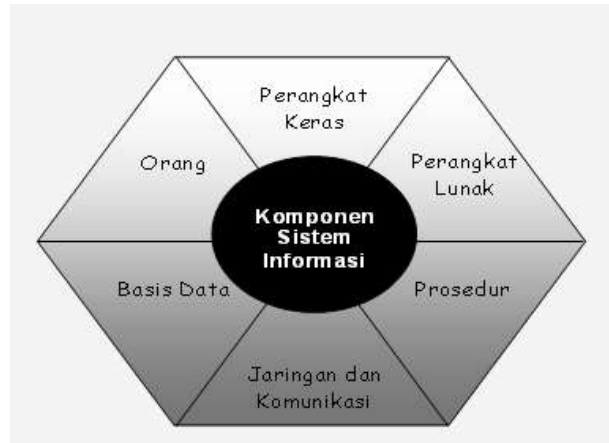 Perangkat
Keras
Orang
Perangkat
Lunak
Komponen
Sistem
Informasi
Basis Data
Prosedur
Jaringan dan
Komunikasi